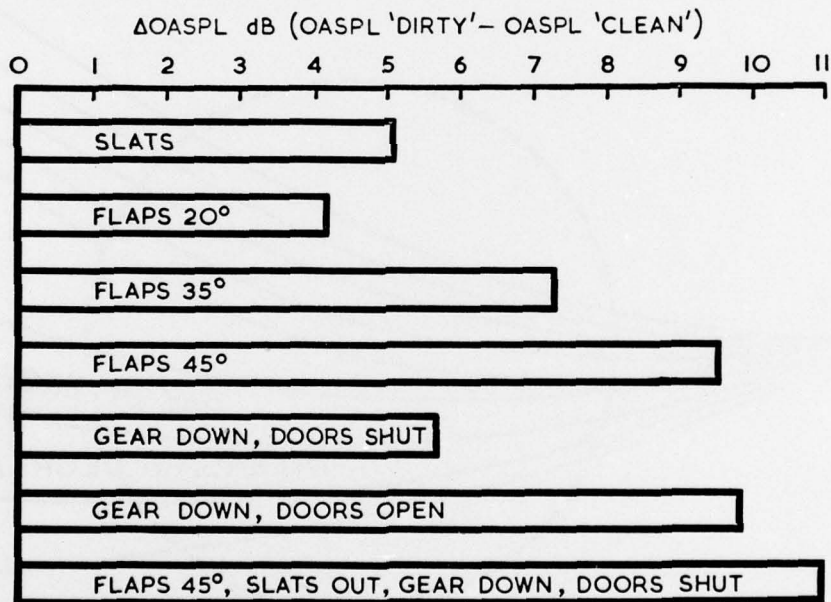 ΔOASPL dB (OASPL 'DIRTY' – OASPL 'CLEAN')
0 1 2 3 4 5 6 7 8 9 10 11
SLATS
FLAPS 20°
FLAPS 35°
FLAPS 45°
GEAR DOWN, DOORS SHUT
GEAR DOWN, DOORS OPEN
FLAPS 45°, SLATS OUT, GEAR DOWN, DOORS SHUT